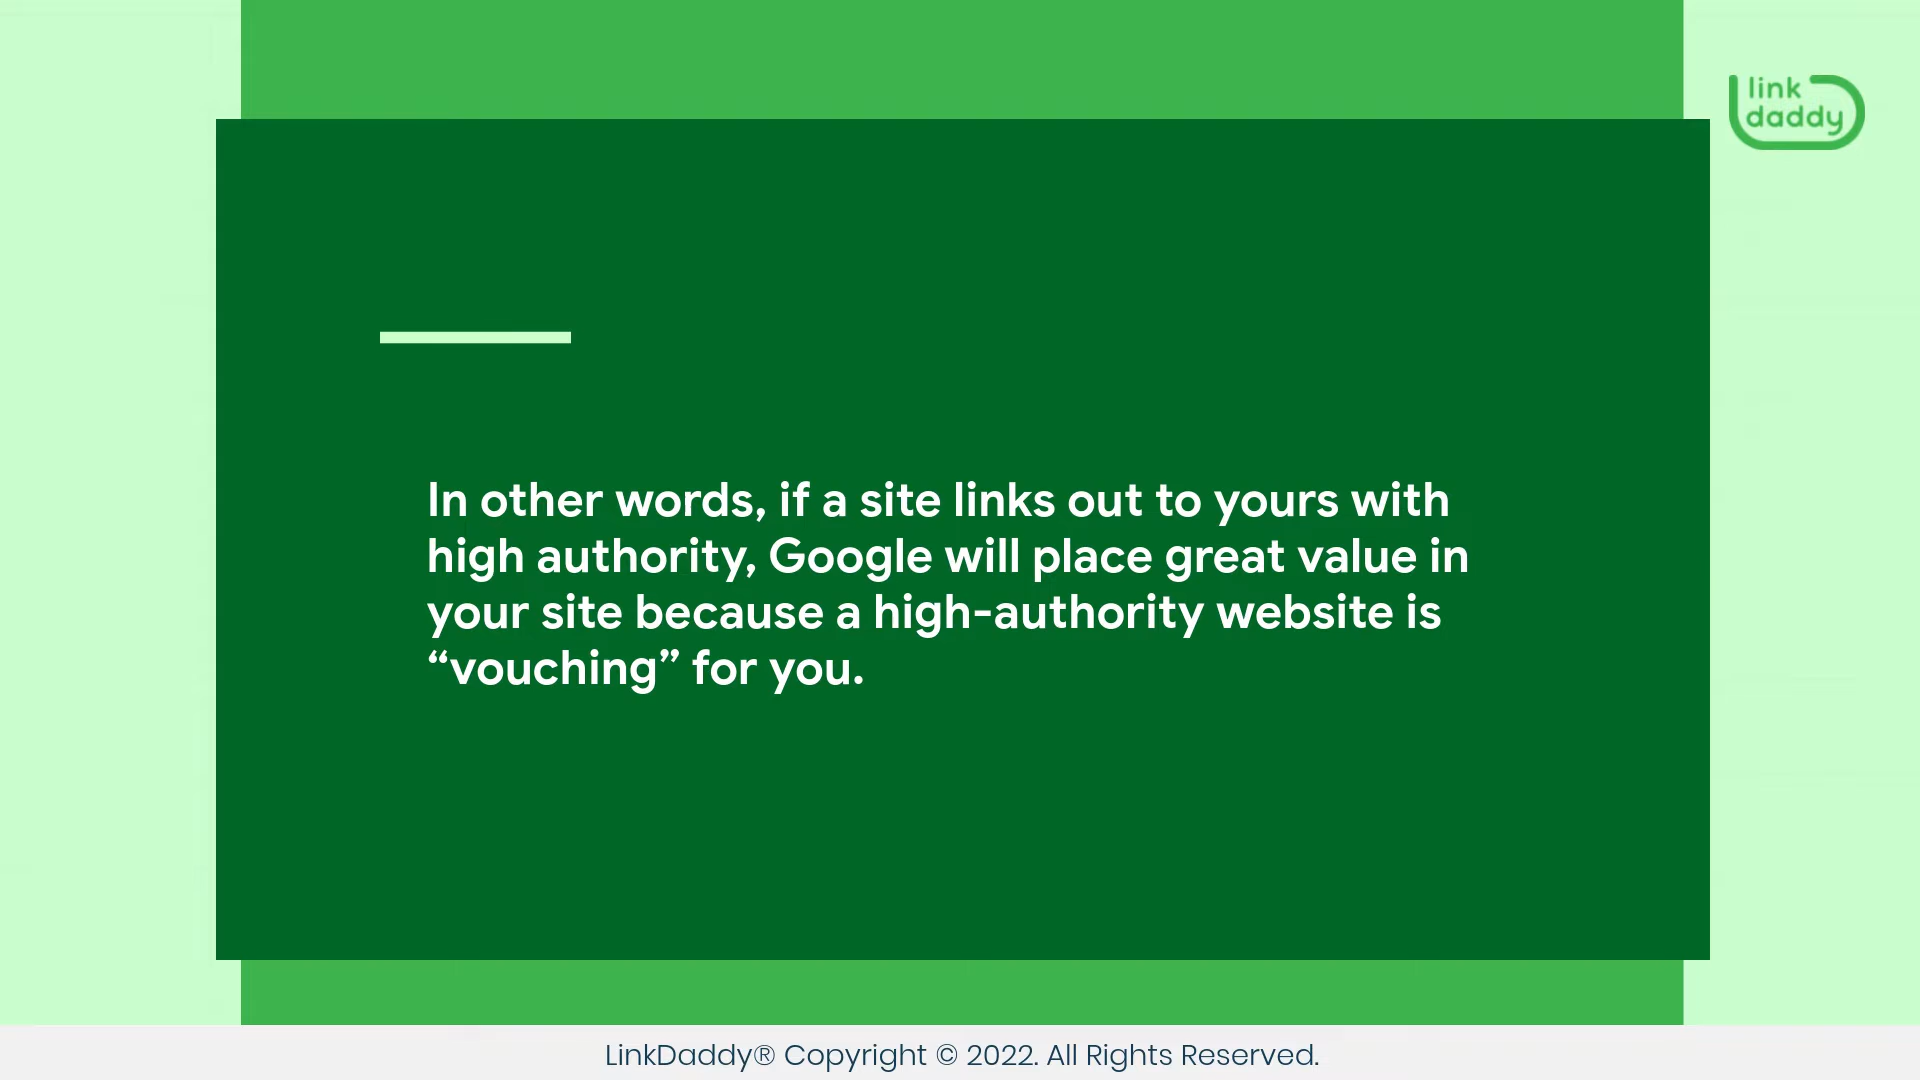 link
daddy
In other words, if a site links out to yours with
high authority, Google will place great value in
your site because a high-authority website is
“vouching” for you.
LinkDaddy® Copyright © 2022. All Rights Reserved.